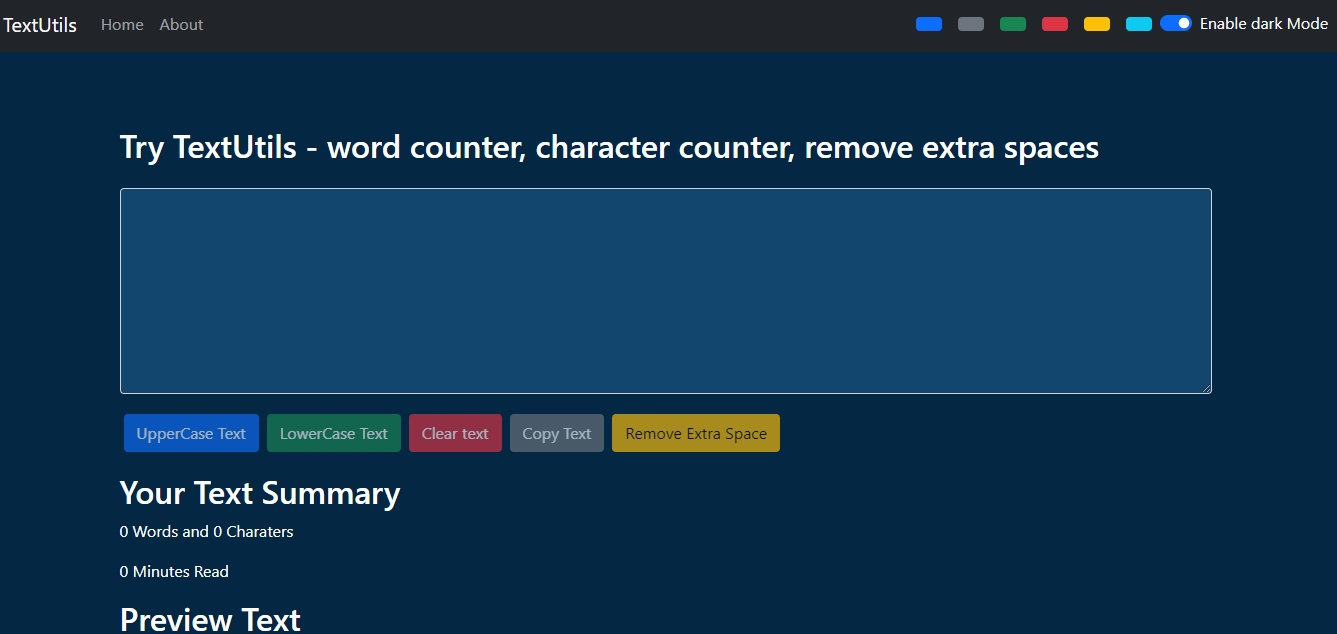 TextUtils Home About Enable dark Mode
Try TextUtils - word counter, character counter, remove extra spaces
UpperCase Text LowerCase Text Clear text Copy Text Remove Extra Space
Your Text Summary
0 Words and 0 Charaters
0 Minutes Read
Preview Text